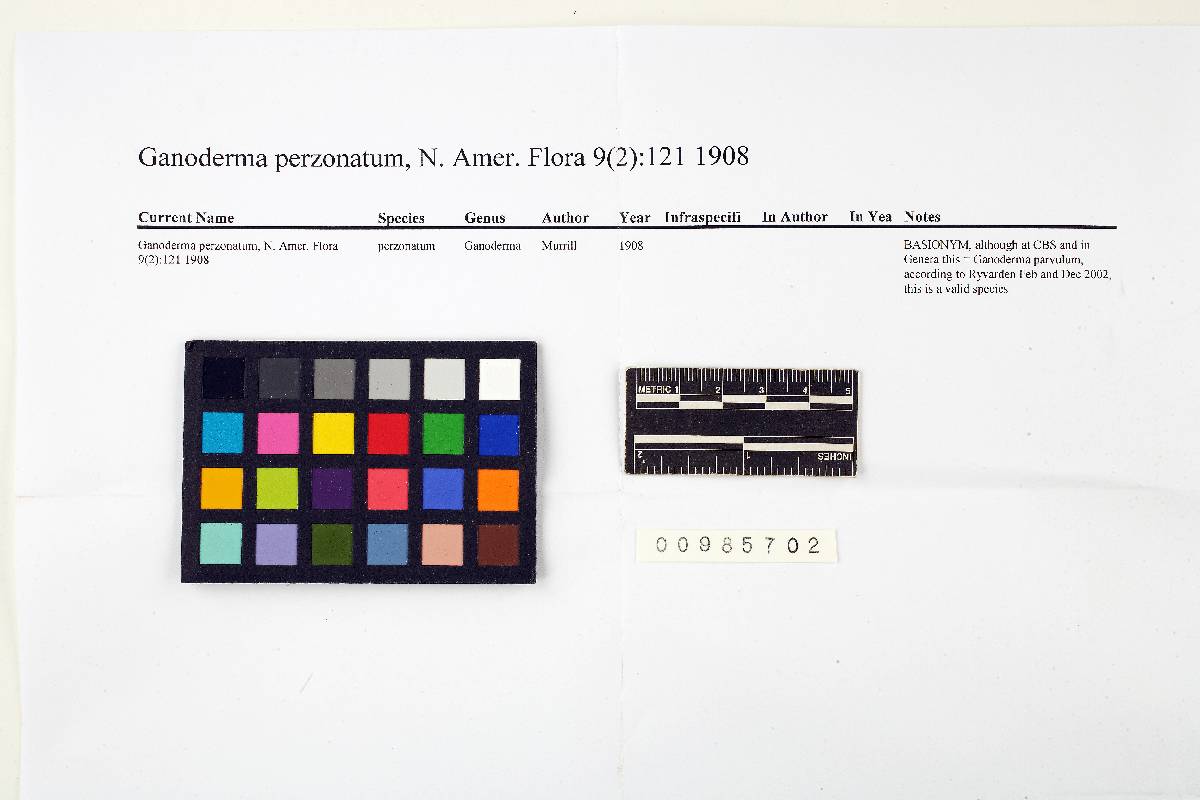 Ganoderma perzonatum, N. Amer. Flora 9(2):121 1908
Current Name Species Genus Author Year Infraspecifi In Author In Yea Notes
Ganoderma perzonatum, N. Amer. Flora 9(2):121 1908 perzonatum Ganoderma Murrill 1908
BASIONYM, although at CBS and in
Genera this = Ganoderma parvulum,
according to Ryvarden Feb and Dec 2002,
this is a valid species
METRIC 1 2 3 4 5
2 1 INCHES
00985702